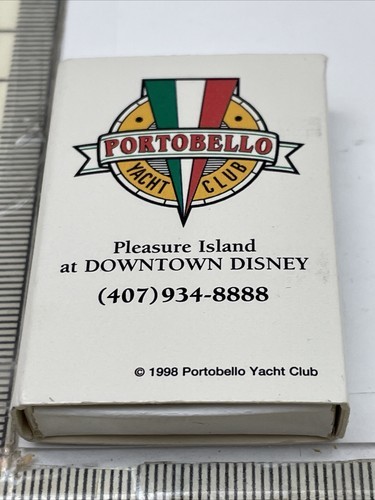 PORTOBELLO
YACHT CLUB
Pleasure Island
at DOWNTOWN DISNEY
(407)934-8888
© 1998 Portobello Yacht Club